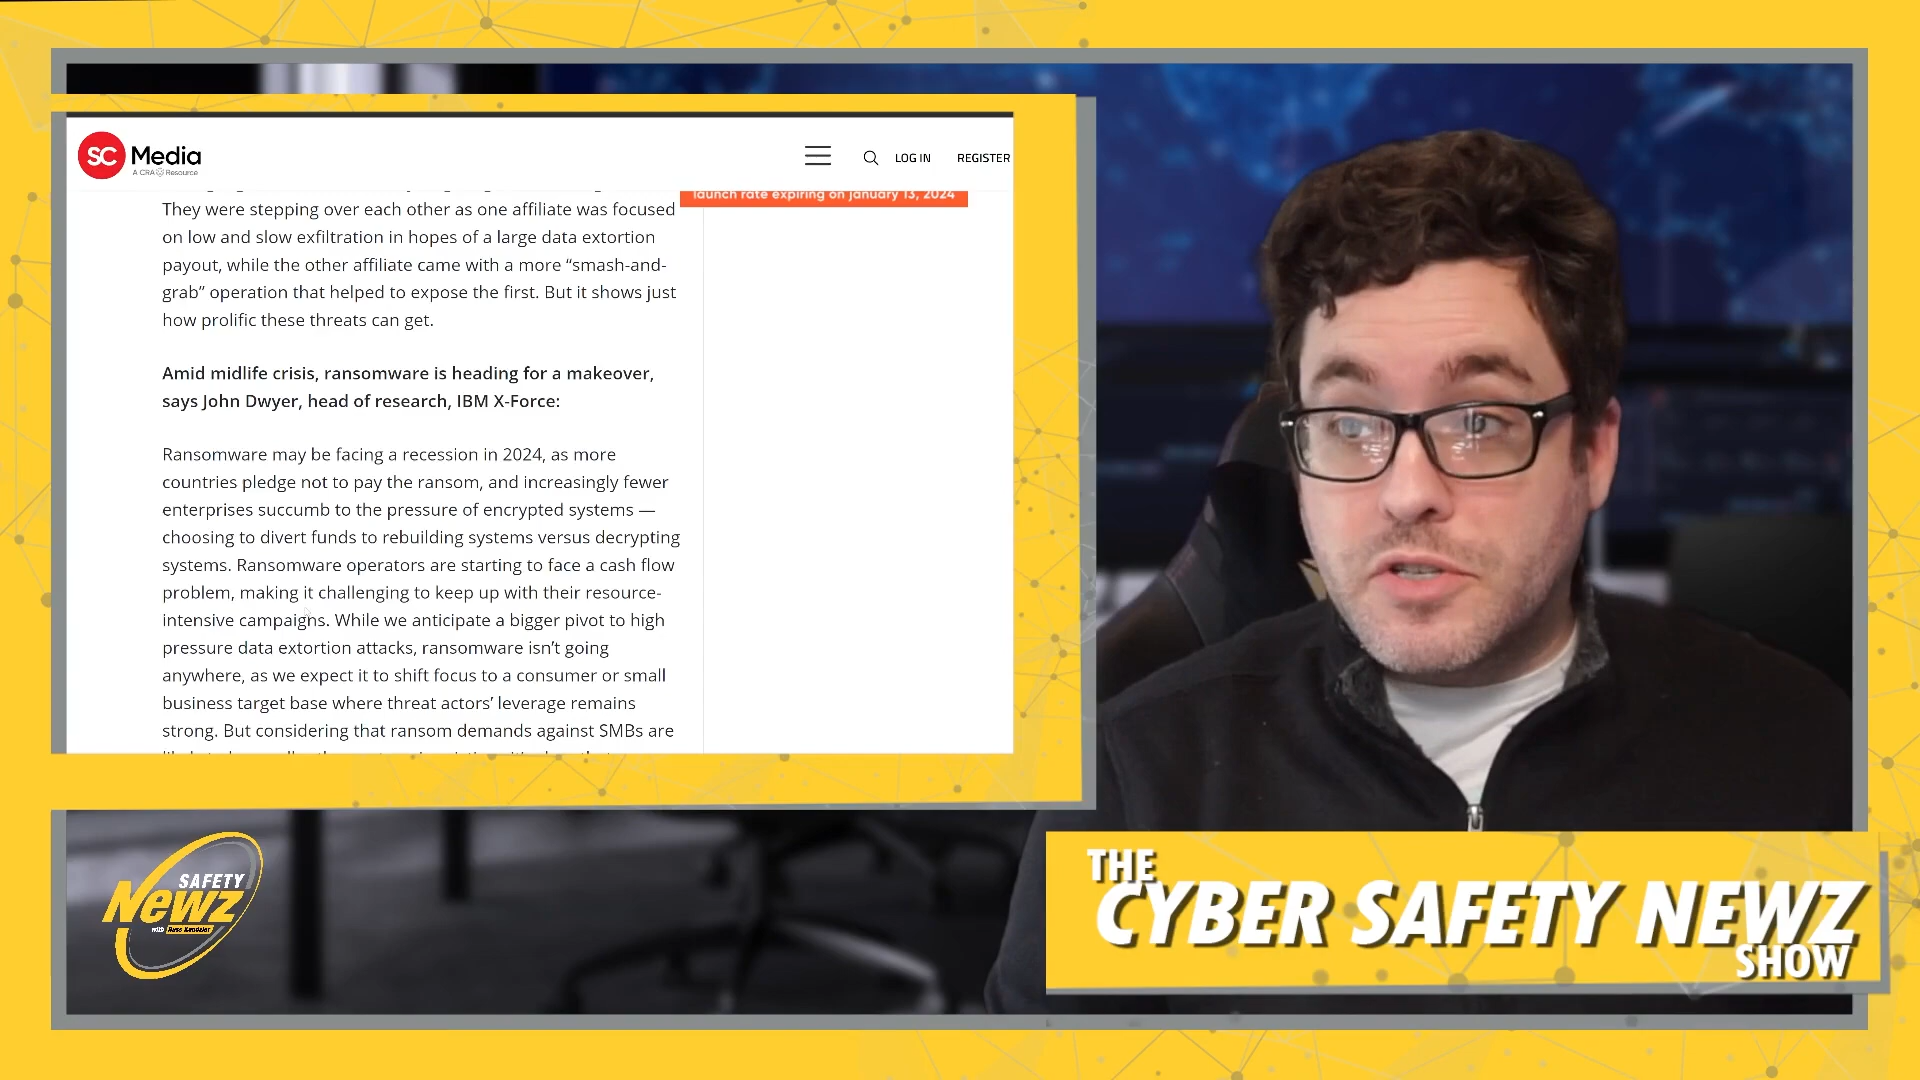 SC Media
A CRA Resource
LOG IN
REGISTER
launch rate expiring on January 13, 2024
They were stepping over each other as one affiliate was focused
on low and slow exfiltration in hopes of a large data extortion
payout, while the other affiliate came with a more “smash-and-
grab” operation that helped to expose the first. But it shows just
how prolific these threats can get.
Amid midlife crisis, ransomware is heading for a makeover,
says John Dwyer, head of research, IBM X-Force:
Ransomware may be facing a recession in 2024, as more
countries pledge not to pay the ransom, and increasingly fewer
enterprises succumb to the pressure of encrypted systems —
choosing to divert funds to rebuilding systems versus decrypting
systems. Ransomware operators are starting to face a cash flow
problem, making it challenging to keep up with their resource-
intensive campaigns. While we anticipate a bigger pivot to high
pressure data extortion attacks, ransomware isn’t going
anywhere, as we expect it to shift focus to a consumer or small
business target base where threat actors’ leverage remains
strong. But considering that ransom demands against SMBs are
SAFETY
Newz
with
THE
CYBER SAFETY NEWZ
SHOW